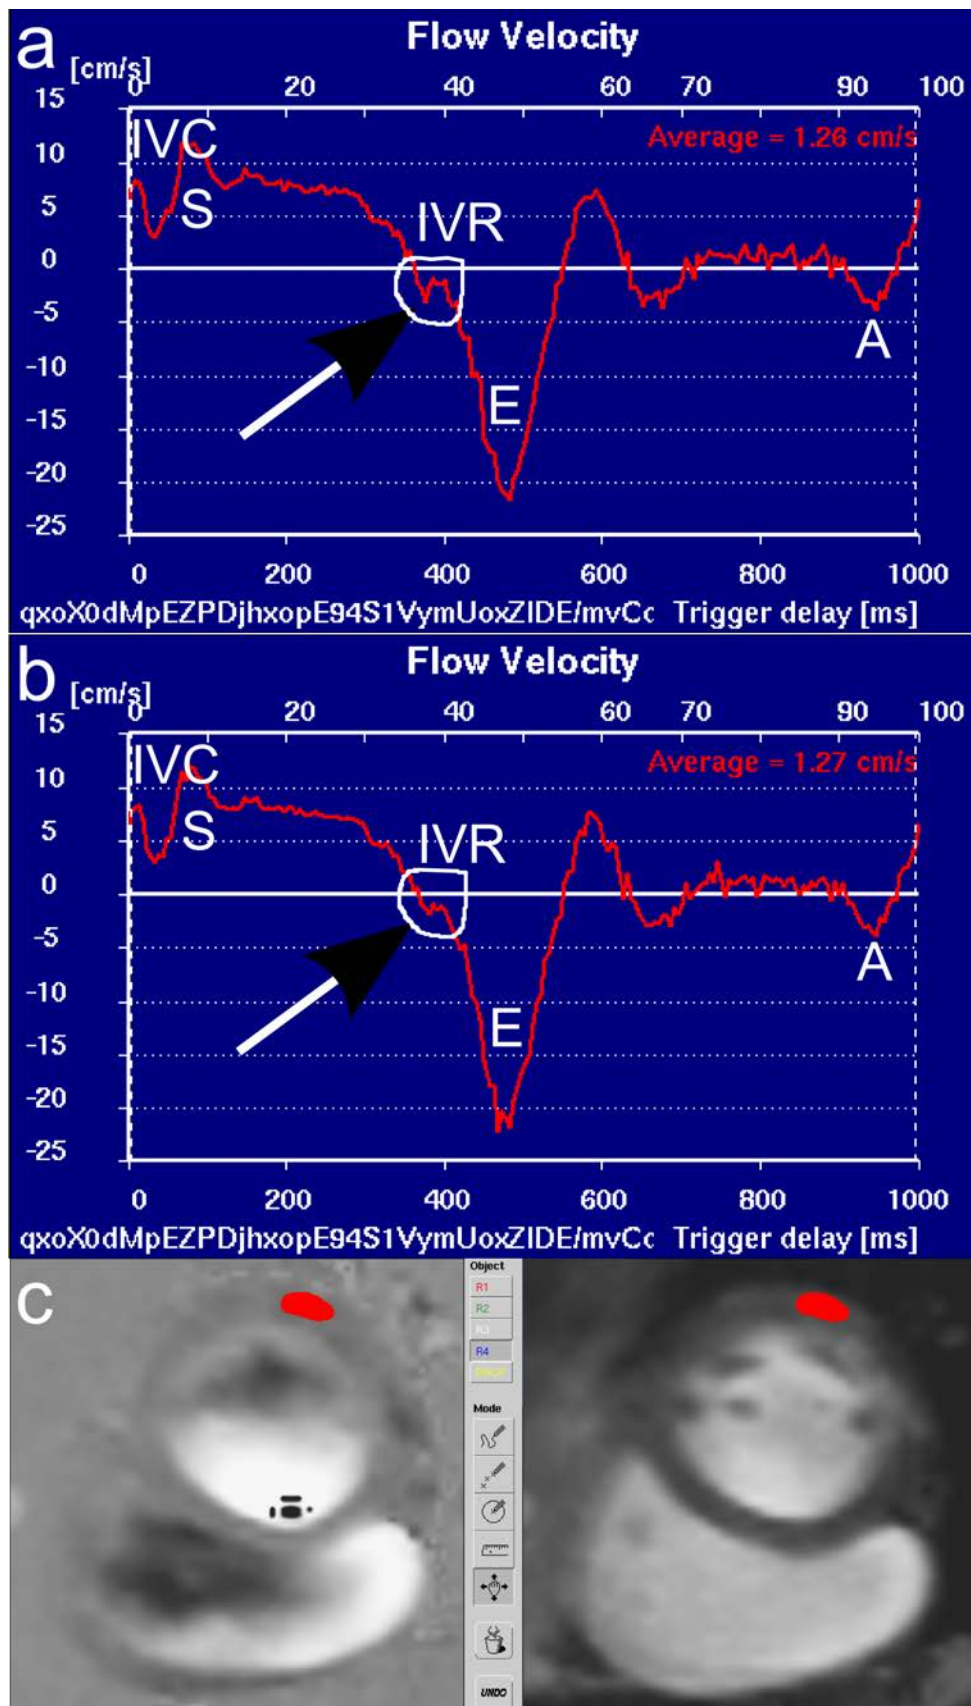 a
Flow Velocity
[cm/s]
0 20 40 60 70 90 100
15
10
5
0
-5
-10
-15
-20
-25
Average = 1.26 cm/s
IVC
S
IVR
E
A
0 200 400 600 800 1000
qxoX0dMpEZPDjhxopE94S1VymUoxZIDE/mvCc Trigger delay [ms]
b
Flow Velocity
[cm/s]
0 20 40 60 70 90 100
15
10
5
0
-5
-10
-15
-20
-25
Average = 1.27 cm/s
IVC
S
IVR
E
A
0 200 400 600 800 1000
qxoX0dMpEZPDjhxopE94S1VymUoxZIDE/mvCc Trigger delay [ms]
c
Object
R1
R2
R3
R4
Mode
UNDO